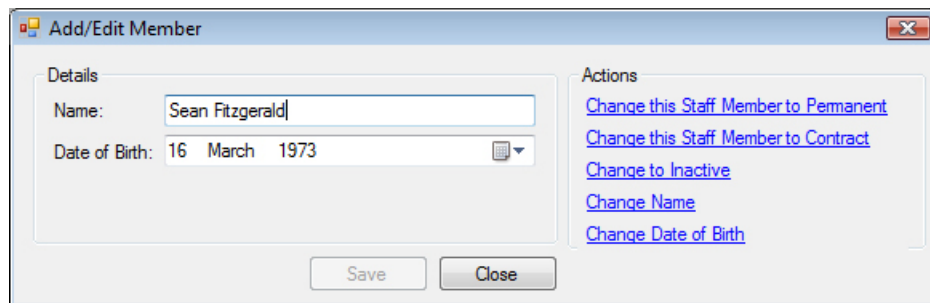 Add/Edit Member
Details
Name: Sean Fitzgerald
Date of Birth: 16 March 1973
Actions
Change this Staff Member to Permanent
Change this Staff Member to Contract
Change to Inactive
Change Name
Change Date of Birth
Save Close